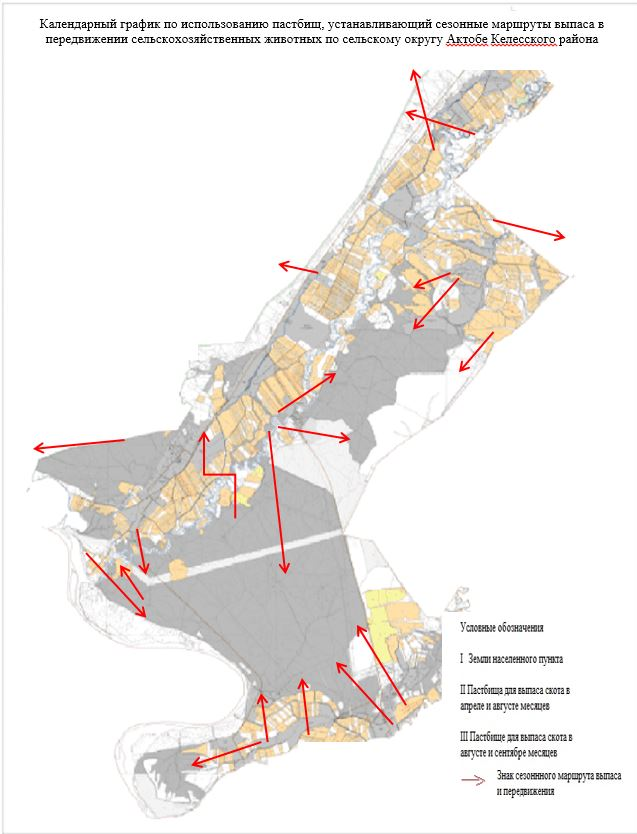 Календарный график по использованию пастбищ, устанавливающий сезонные маршруты выпаса в
передвижении сельскохозяйственных животных по сельскому округу Актобе Келесского района
Условные обозначения
I Земли населенного пункта
II Пастбища для выпаса скота в
апреле и августе месяцев
III Пастбище для выпаса скота в
августе и сентябре месяцев
Знак сезоннного маршрута выпаса
и передвижения